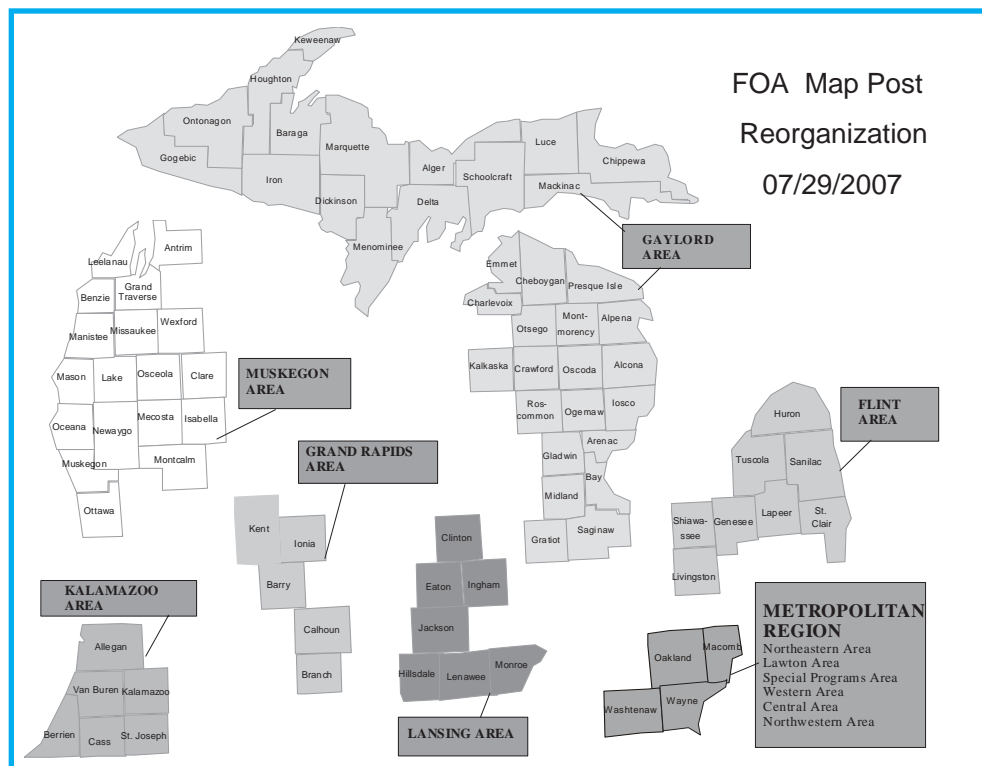 FOA Map Post
Reorganization
07/29/2007
Keweenaw
Houghton
Ontonagon
Baraga
Gogebic
Marquette
Iron
Alger
Luce
Chippewa
Schoolcraft
Mackinac
Dickinson
Delta
Menominee
GAYLORD
AREA
Emmet
Cheboygan
Presque Isle
Charlevoix
Otsego
Mont-
morency
Alpena
Kalkaska
Crawford
Oscoda
Alcona
Ros-
common
Ogemaw
Iosco
Arenac
Gladwin
Bay
Midland
Gratiot
Saginaw
Antrim
Leelanau
Benzie
Grand
Traverse
Manistee
Missaukee
Wexford
Mason
Lake
Osceola
Clare
Oceana
Newaygo
Mecosta
Isabella
Muskegon
Montcalm
Ottawa
MUSKEGON
AREA
GRAND RAPIDS
AREA
Kent
Ionia
Barry
Calhoun
Branch
FLINT
AREA
Huron
Tuscola
Sanilac
Lapeer
St.
Clair
Genesee
Shiawa-
ssee
Livingston
Clinton
Eaton
Ingham
Jackson
Hillsdale
Lenawee
Monroe
LANSING AREA
KALAMAZOO
AREA
Allegan
Van Buren
Kalamazoo
Berrien
Cass
St. Joseph
Oakland
Macomb
Washtenaw
Wayne
METROPOLITAN
REGION
Northeastern Area
Lawton Area
Special Programs Area
Western Area
Central Area
Northwestern Area